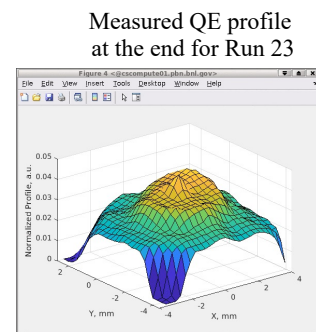 Measured QE profile
at the end for Run 23
Figure 4 <@cscompute01.pbn.bnl.gov>
File Edit View Insert Tools Desktop Window Help
Normalized Profile, a.u.
0.05
0.04
0.03
0.02
0.01
0
2
0
-2
-4
Y, mm
-4
-2
0
2
4
X, mm